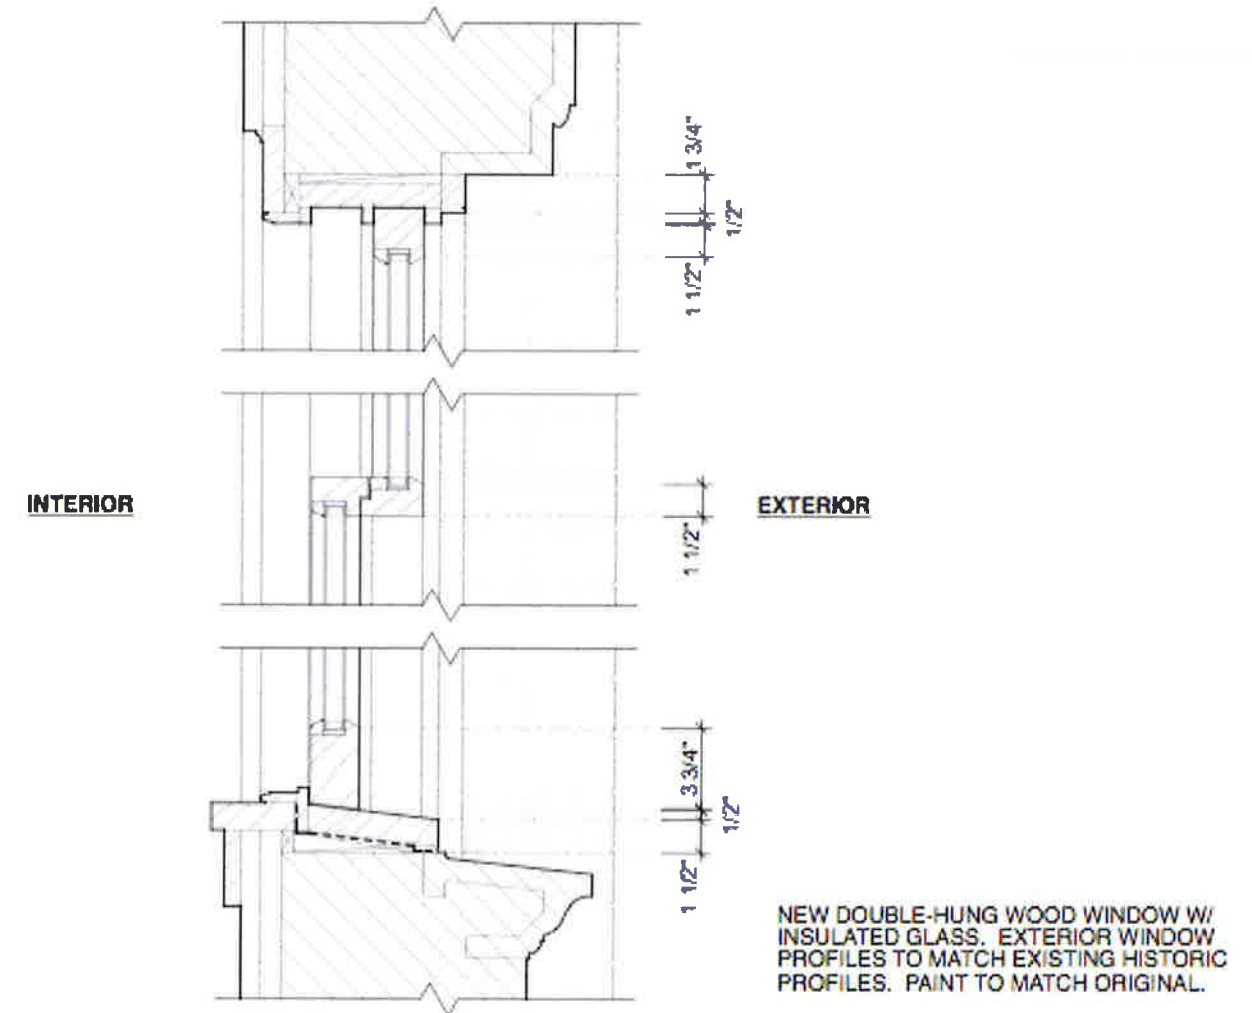 1 3/4"
1/2"
1 1/2"
INTERIOR
EXTERIOR
1 1/2"
3 3/4"
1/2"
1 1/2"
NEW DOUBLE-HUNG WOOD WINDOW W/
INSULATED GLASS. EXTERIOR WINDOW
PROFILES TO MATCH EXISTING HISTORIC
PROFILES. PAINT TO MATCH ORIGINAL.